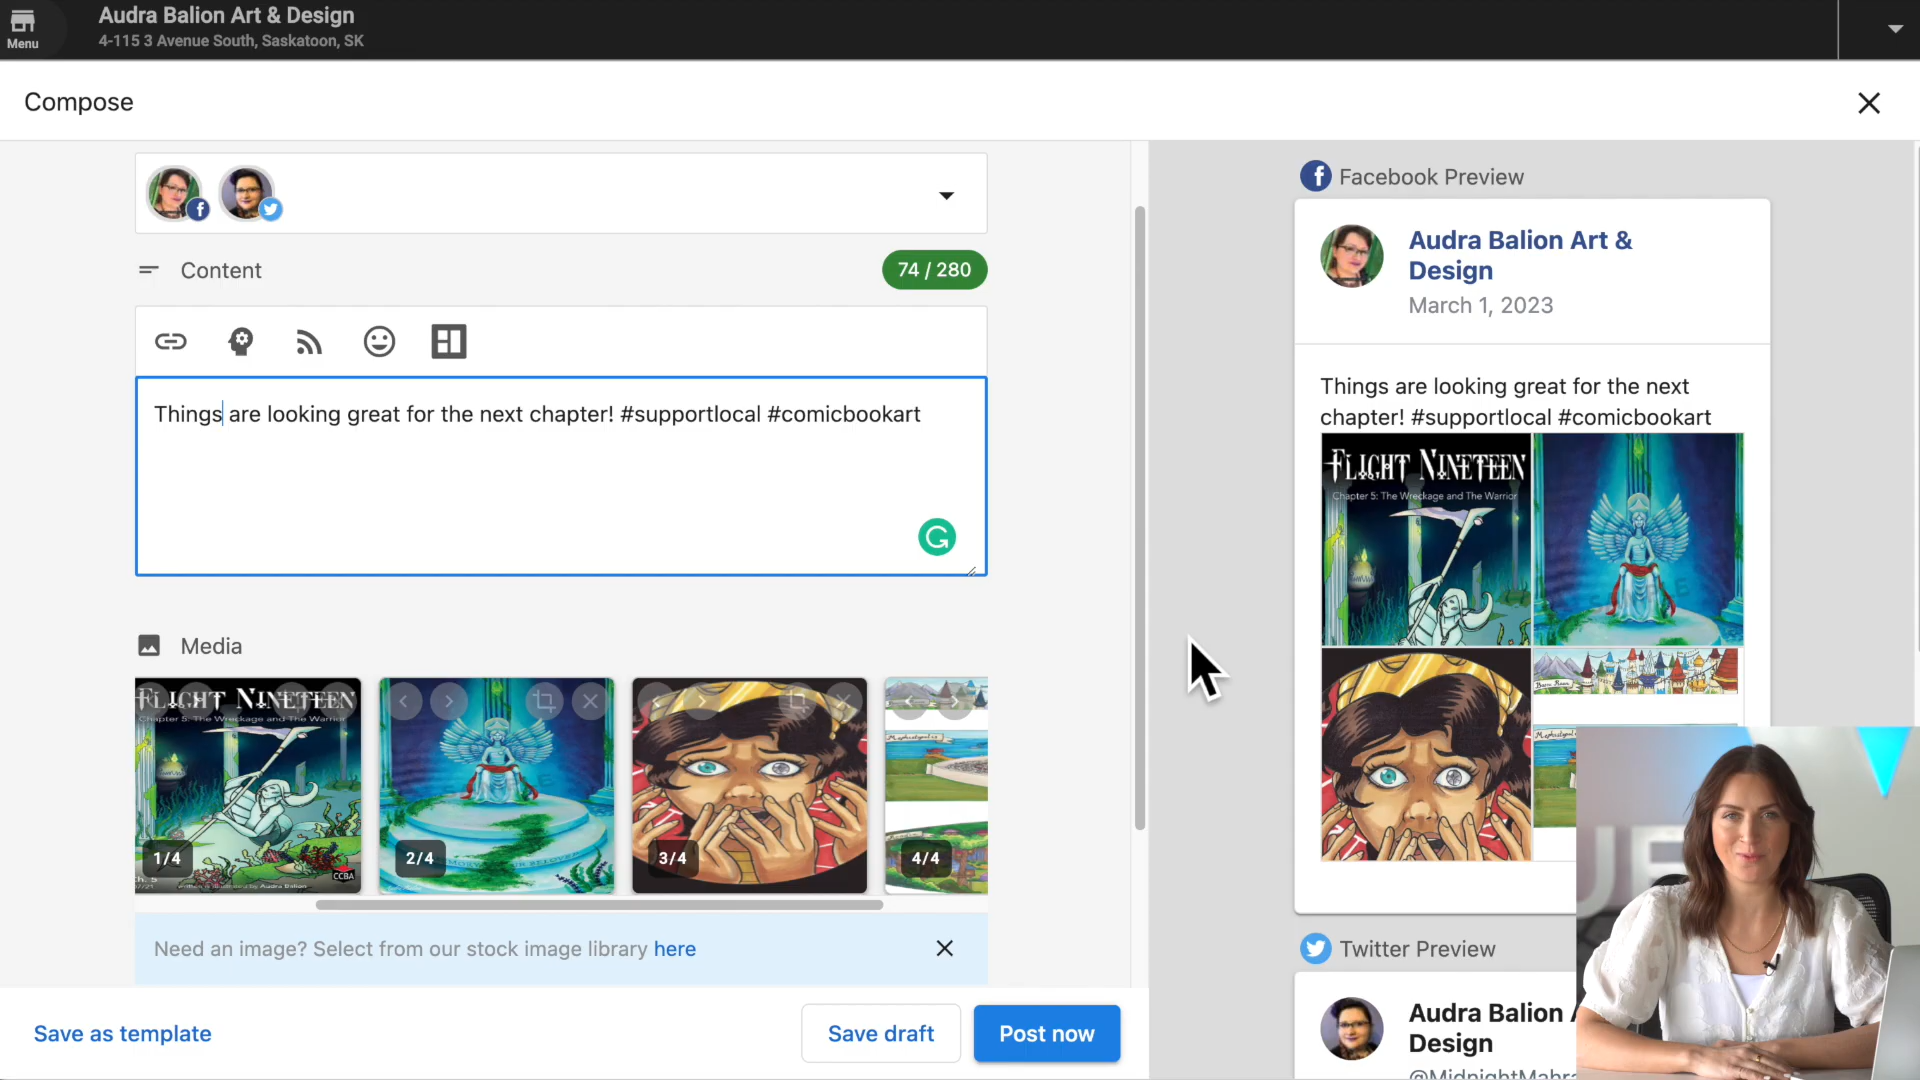 Audra Balion Art & Design
Menu
4-115 3 Avenue South, Saskatoon, SK
Compose
Content
74 / 280
Things are looking great for the next chapter! #supportlocal #comicbookart
Media
FLIGHT NINETEEN
Chapter 5: The Wreckage and The Warrior
CCBA
1/4
2/4
3/4
4/4
Need an image? Select from our stock image library here
Save as template
Save draft
Post now
Facebook Preview
Audra Balion Art &
Design
March 1, 2023
Things are looking great for the next
chapter! #supportlocal #comicbookart
FLIGHT NINETEEN
Chapter 5: The Wreckage and The Warrior
Twitter Preview
Audra Balion
Design